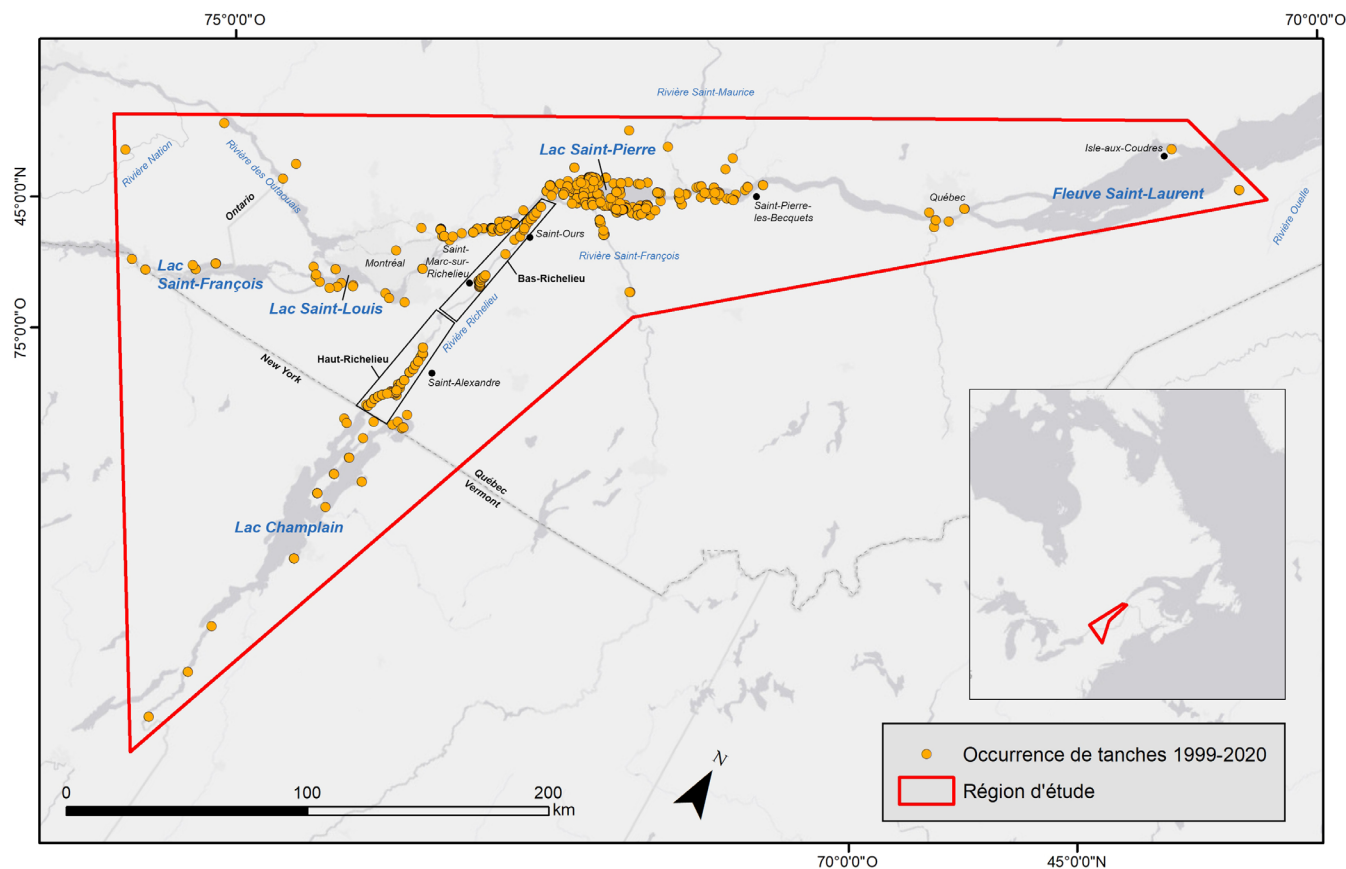 75°0'0"O
70°0'0"O
45°0'0"N
75°0'0"O
Rivière Saint-Maurice
Rivière Nation
Rivière des Outaouais
Ontario
Lac Saint-Pierre
Isle-aux-Coudres
Fleuve Saint-Laurent
Québec
Saint-Pierre-
les-Becquets
Rivière Ouelle
Saint-Ours
Saint-
Marc-sur-
Richelieu
Montréal
Rivière Saint-François
Lac
Saint-François
Bas-Richelieu
Lac Saint-Louis
Rivière Richelieu
Haut-Richelieu
New York
Saint-Alexandre
Québec
Vermont
Lac Champlain
N
0
100
200
km
Occurrence de tanches 1999-2020
Région d'étude
70°0'0"O
45°0'0"N